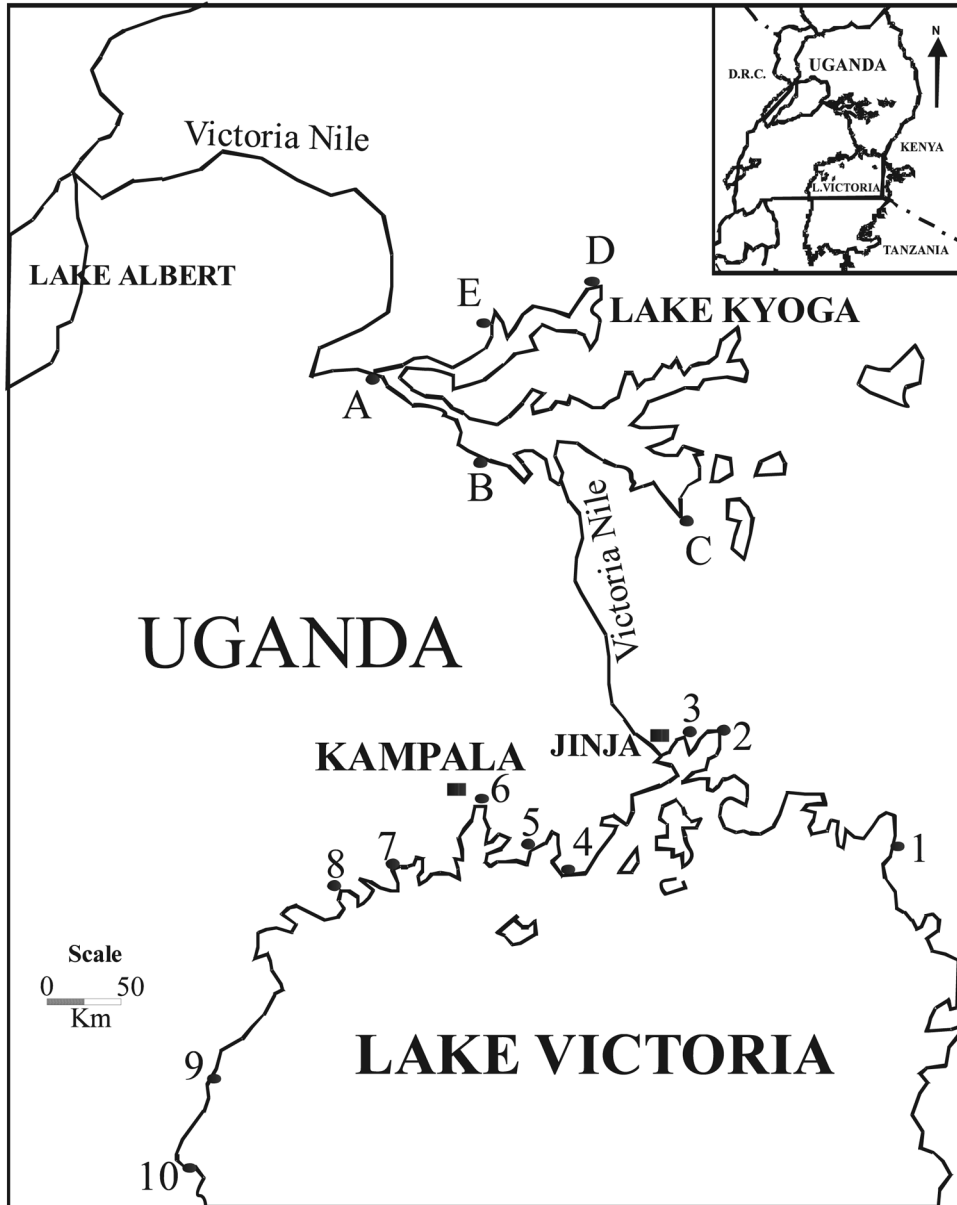 N
UGANDA
D.R.C.
KENYA
L.VICTORIA
TANZANIA
Victoria Nile
LAKE ALBERT
D
E
LAKE KYOGA
A
B
C
Victoria Nile
UGANDA
3
2
JINJA
KAMPALA
6
5
4
1
7
8
Scale
0 50
Km
LAKE VICTORIA
9
10